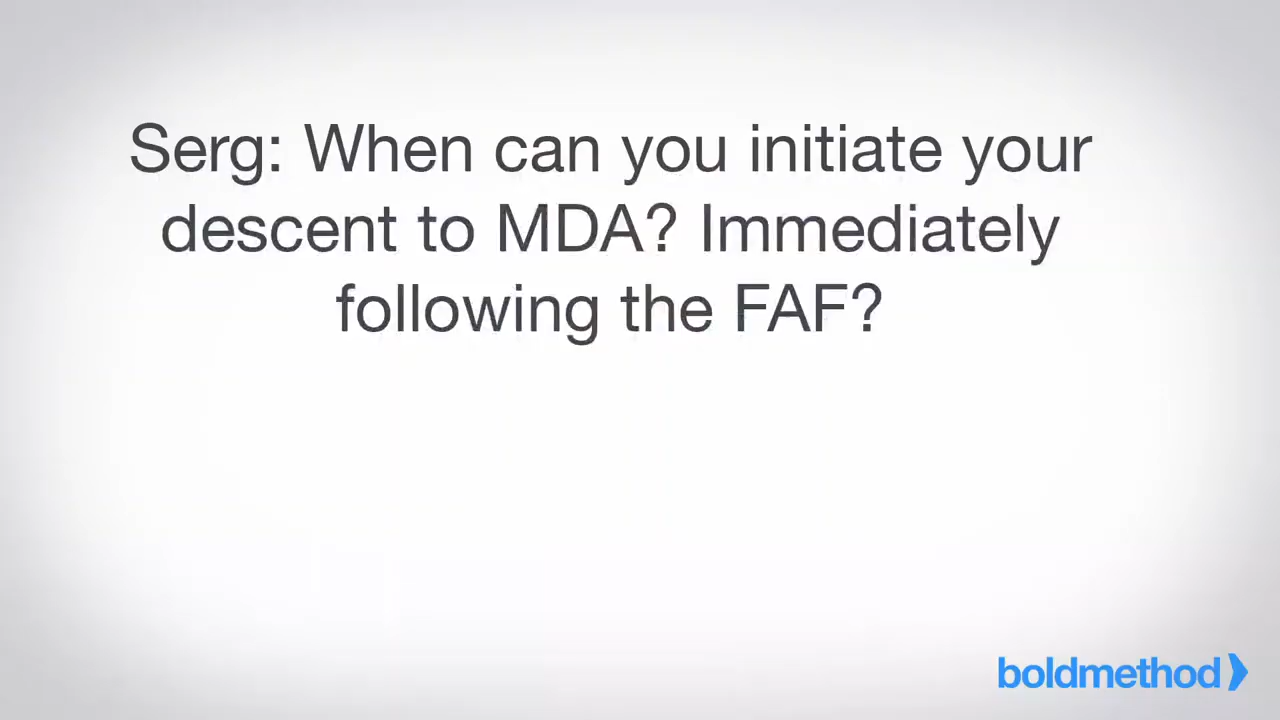 Serg: When can you initiate your
descent to MDA? Immediately
following the FAF?
boldmethod